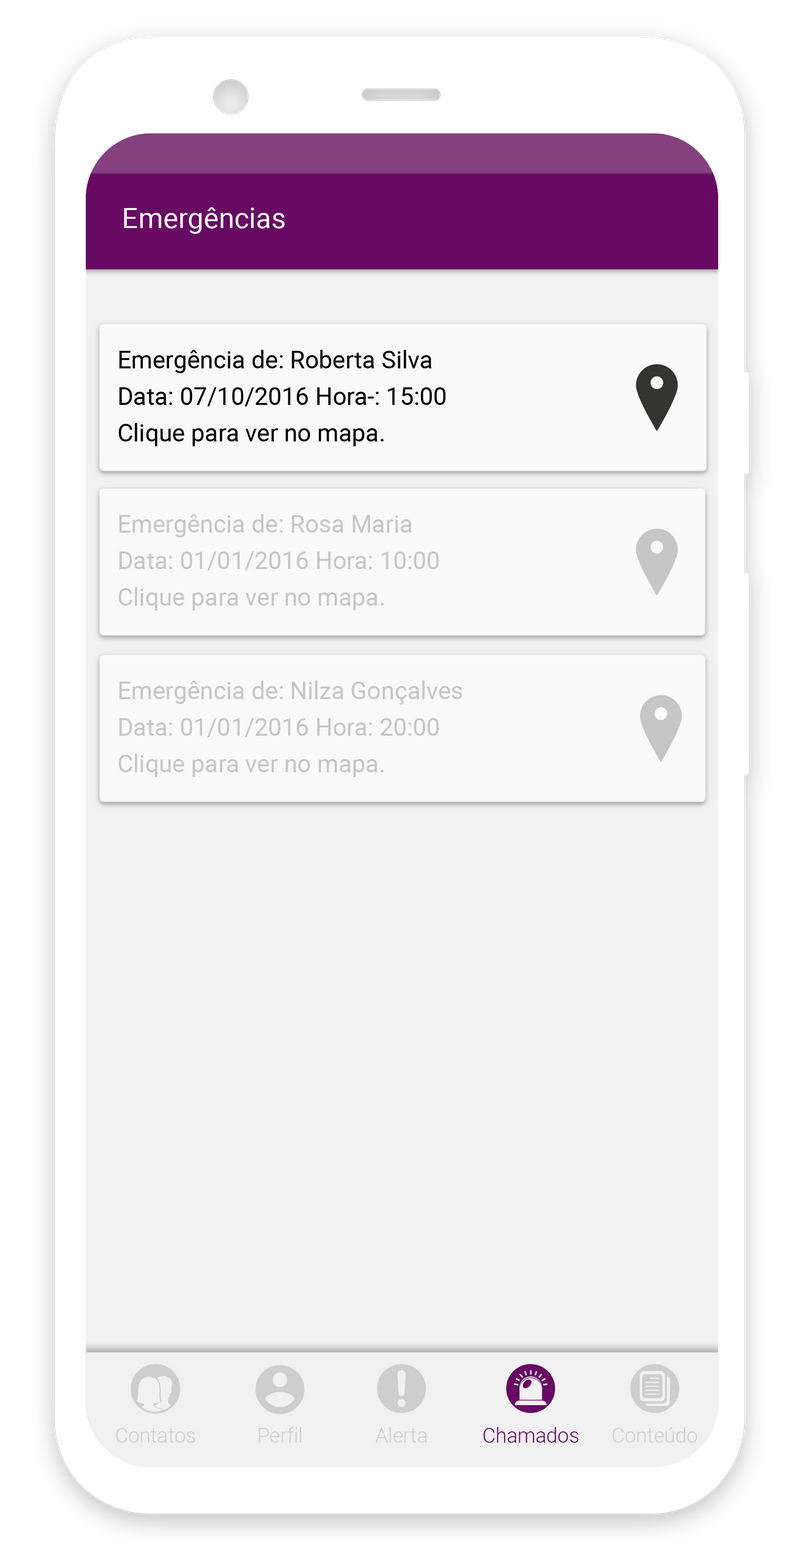 Emergências
Emergência de: Roberta Silva
Data: 07/10/2016 Hora-: 15:00
Clique para ver no mapa.
Emergência de: Rosa Maria
Data: 01/01/2016 Hora: 10:00
Clique para ver no mapa.
Emergência de: Nilza Gonçalves
Data: 01/01/2016 Hora: 20:00
Clique para ver no mapa.
Contatos Perfil Alerta Chamados Conteúdo